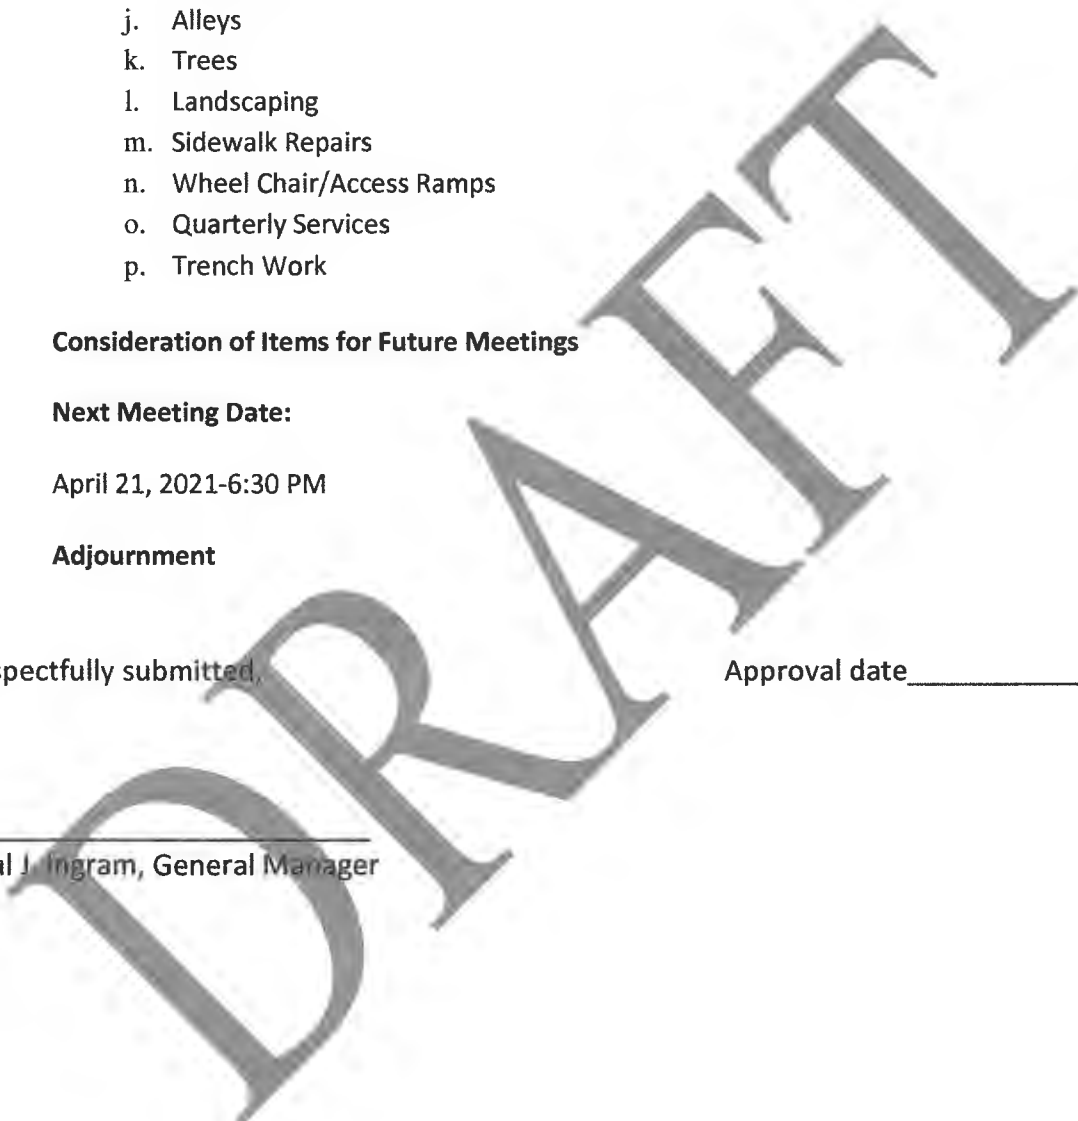 j. Alleys
k. Trees
l. Landscaping
m. Sidewalk Repairs
n. Wheel Chair/Access Ramps
o. Quarterly Services
p. Trench Work
Consideration of Items for Future Meetings
Next Meeting Date:
April 21, 2021-6:30 PM
Adjournment
spectfully submitted, Approval date
al J. Ingram, General Manager
DRAFT